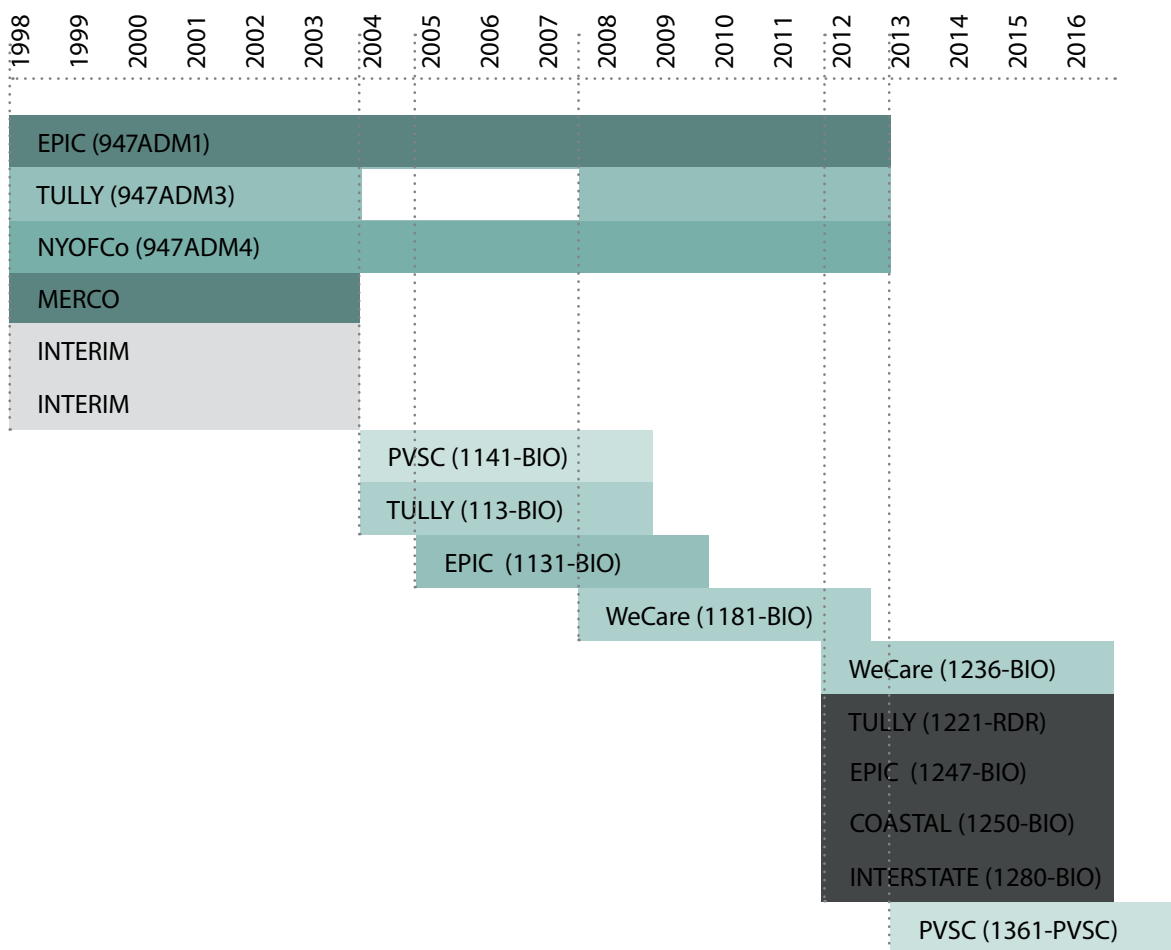 1998 1999 2000 2001 2002 2003 2004 2005 2006 2007 2008 2009 2010 2011 2012 2013 2014 2015 2016
EPIC (947ADM1)
TULLY (947ADM3)
NYOFCo (947ADM4)
MERCO
INTERIM
INTERIM
PVSC (1141-BIO)
TULLY (113-BIO)
EPIC (1131-BIO)
WeCare (1181-BIO)
WeCare (1236-BIO)
TULLY (1221-RDR)
EPIC (1247-BIO)
COASTAL (1250-BIO)
INTERSTATE (1280-BIO)
PVSC (1361-PVSC)